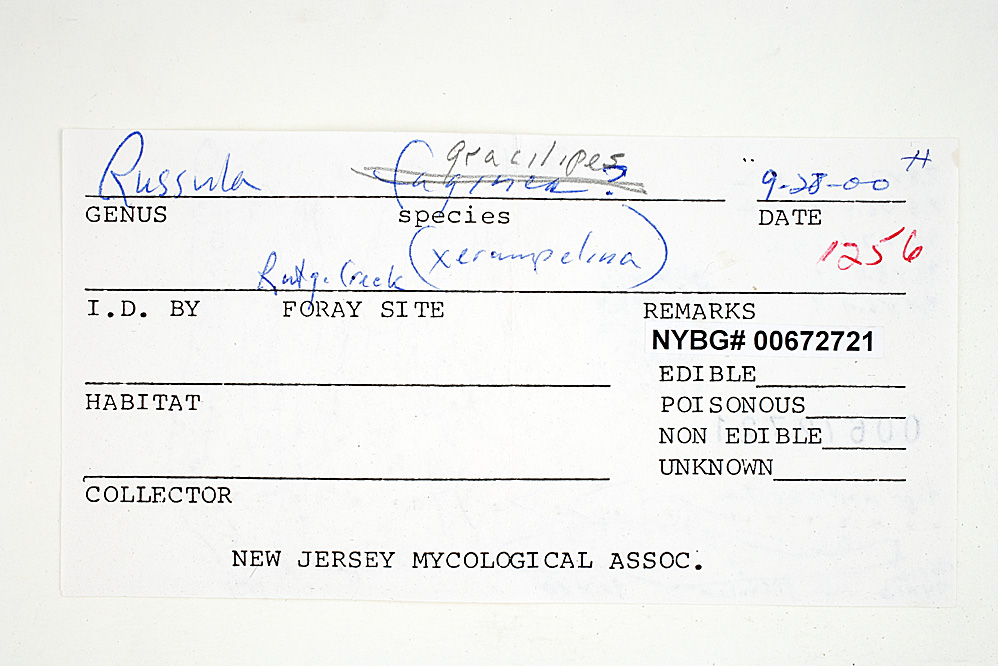 gracilipes #
Russula faginea? 9-28-00
GENUS species DATE
(xerampelina) 1256
Creek
I.D. BY FORAY SITE REMARKS
NYBG# 00672721
EDIBLE
HABITAT POISONOUS
NON EDIBLE
UNKNOWN
COLLECTOR
NEW JERSEY MYCOLOGICAL ASSOC.